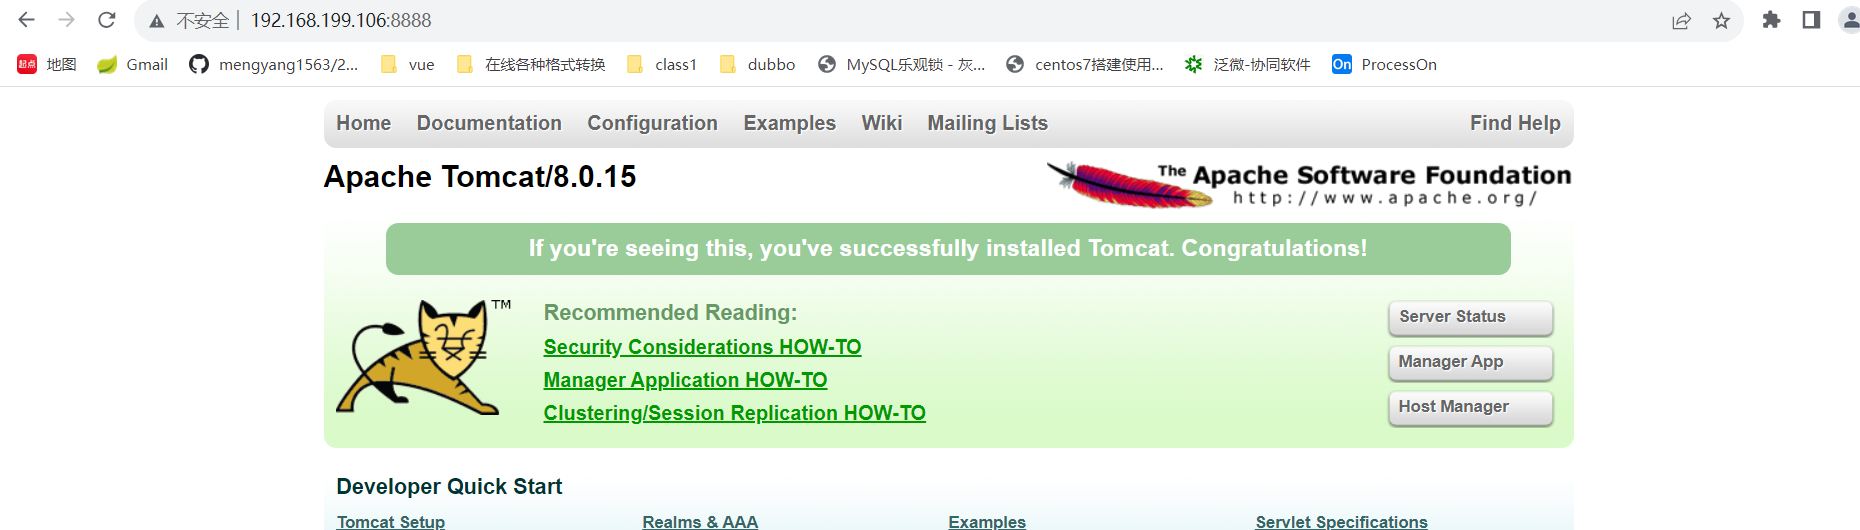 不安全 192.168.199.106:8888
起点 地图 Gmail mengyang1563/2... vue 在线各种格式转换 class1 dubbo MySQL乐观锁 - 灰... centos7搭建使用... 泛微-协同软件 On ProcessOn
Home Documentation Configuration Examples Wiki Mailing Lists Find Help
Apache Tomcat/8.0.15
The Apache Software Foundation
http://www.apache.org/
If you're seeing this, you've successfully installed Tomcat. Congratulations!
TM
Recommended Reading:
Security Considerations HOW-TO
Manager Application HOW-TO
Clustering/Session Replication HOW-TO
Server Status
Manager App
Host Manager
Developer Quick Start
Tomcat Setup Realms & AAA Examples Servlet Specifications